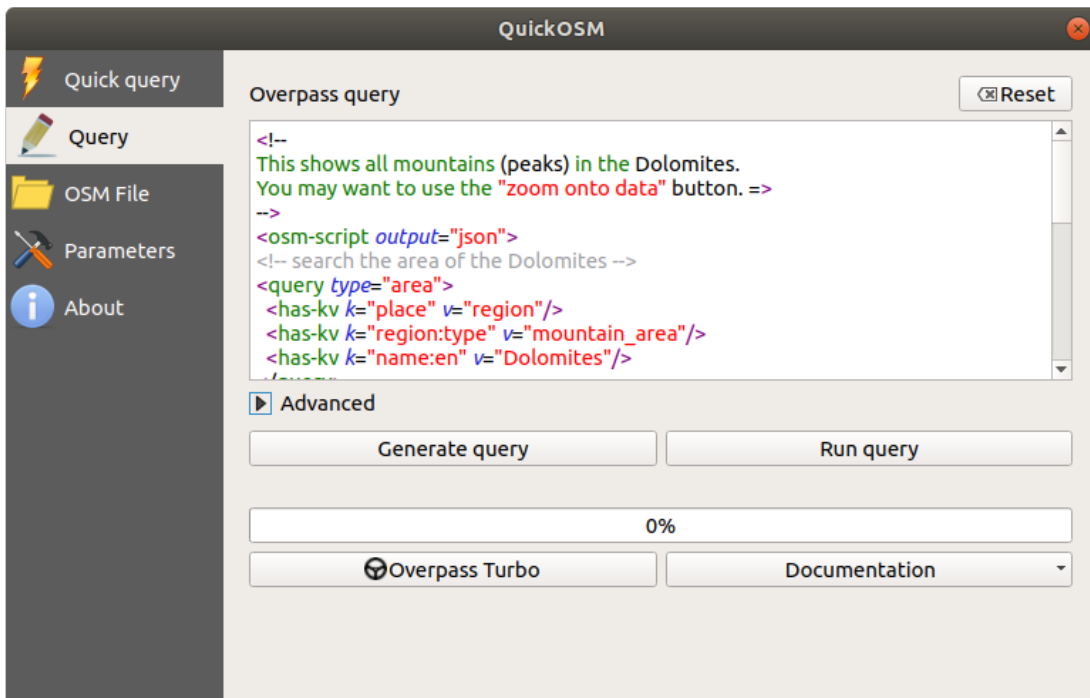 QuickOSM
Quick query
Query
OSM File
Parameters
About
Overpass query
Reset
<!--
This shows all mountains (peaks) in the Dolomites.
You may want to use the "zoom onto data" button. =>
-->
<osm-script output="json">
<!-- search the area of the Dolomites -->
<query type="area">
<has-kv k="place" v="region"/>
<has-kv k="region:type" v="mountain_area"/>
<has-kv k="name:en" v="Dolomites"/>
Advanced
Generate query
Run query
0%
Overpass Turbo
Documentation